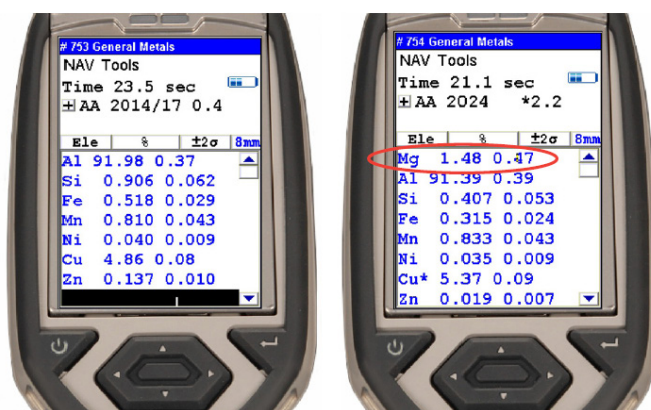 # 753 General Metals
NAV Tools
Time 23.5 sec
+ AA 2014/17 0.4
Ele % ±2σ 8mm
Al 91.98 0.37
Si 0.906 0.062
Fe 0.518 0.029
Mn 0.810 0.043
Ni 0.040 0.009
Cu 4.86 0.08
Zn 0.137 0.010
# 754 General Metals
NAV Tools
Time 21.1 sec
+ AA 2024 *2.2
Ele % ±2σ 8mm
Mg 1.48 0.47
Al 91.39 0.39
Si 0.407 0.053
Fe 0.315 0.024
Mn 0.833 0.043
Ni 0.035 0.009
Cu* 5.37 0.09
Zn 0.019 0.007